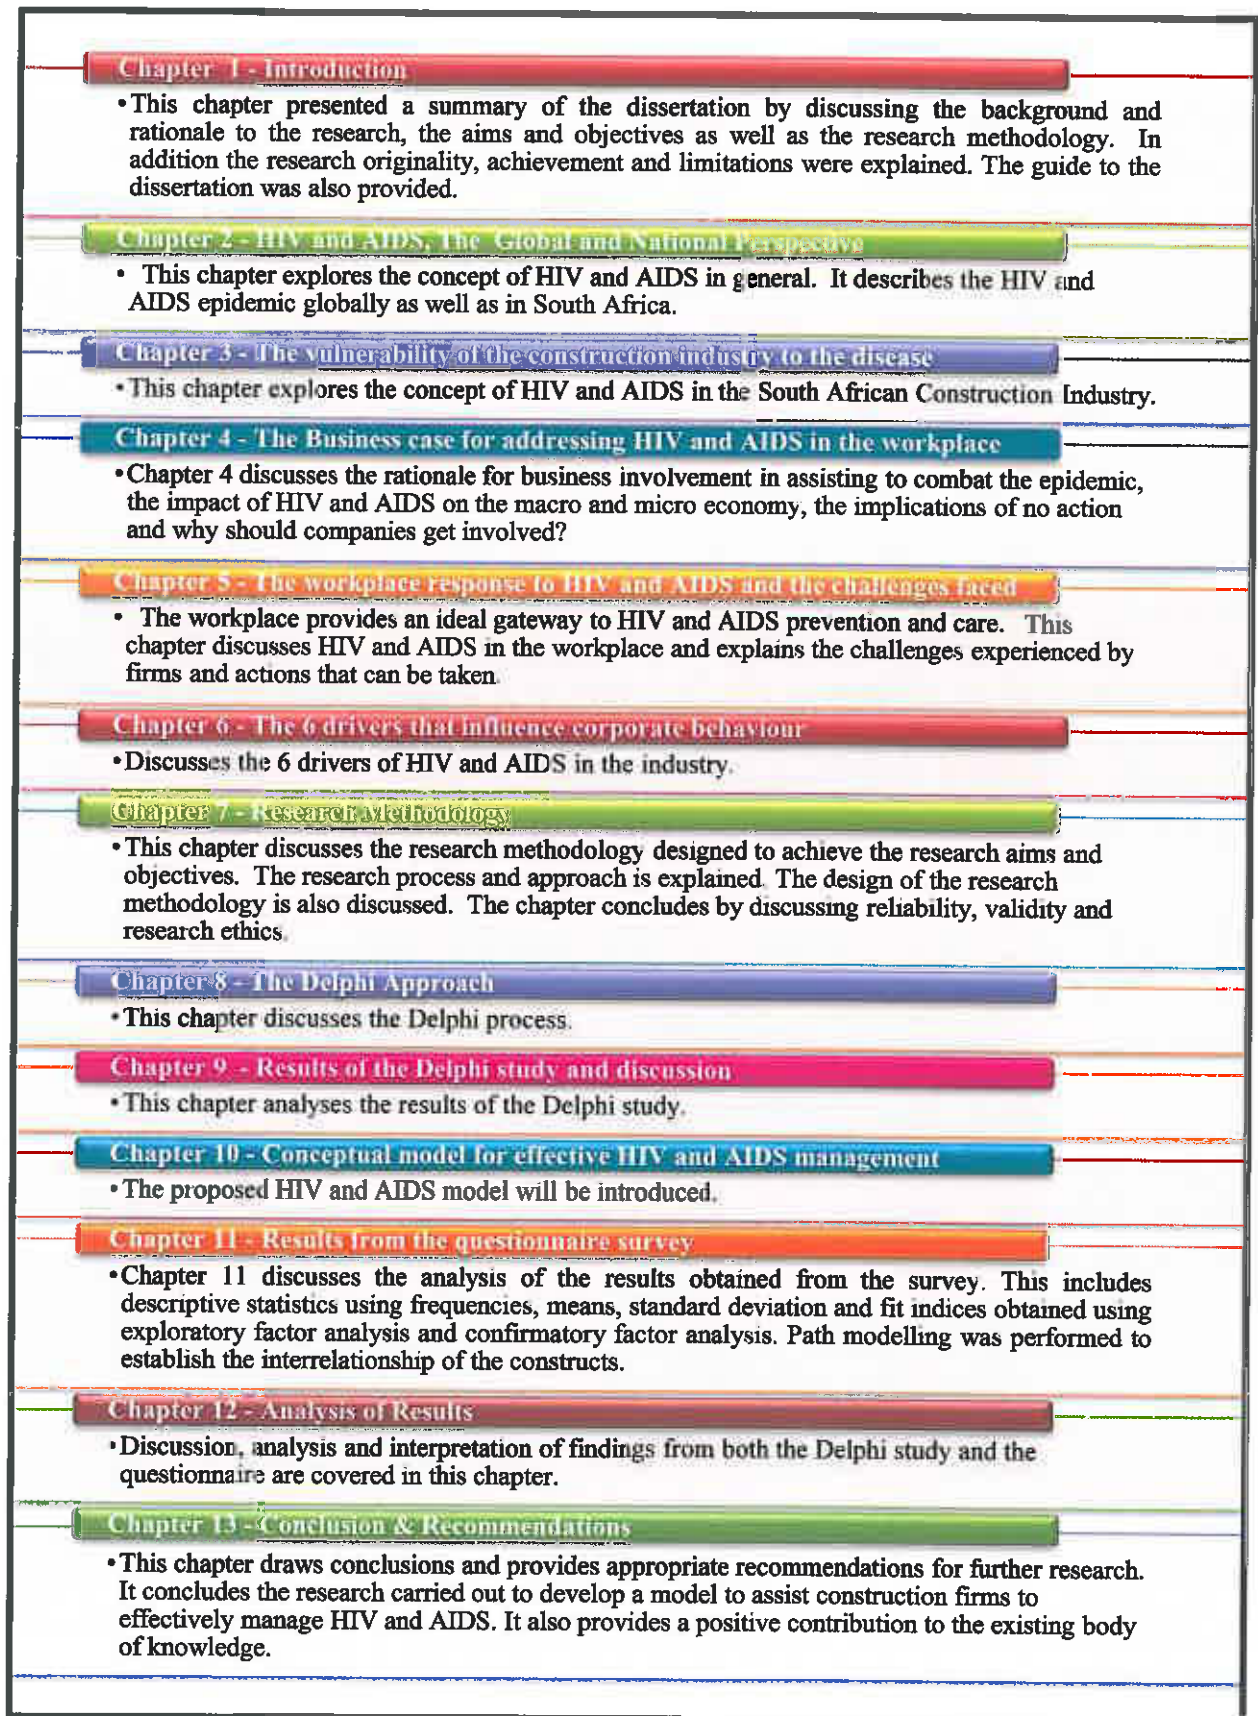 Chapter 1 - Introduction
•This chapter presented a summary of the dissertation by discussing the background and
rationale to the research, the aims and objectives as well as the research methodology. In
addition the research originality, achievement and limitations were explained. The guide to the
dissertation was also provided.
Chapter 2 - HIV and AIDS, The Global and National Perspective
• This chapter explores the concept of HIV and AIDS in general. It describes the HIV and
AIDS epidemic globally as well as in South Africa.
Chapter 3 - The vulnerability of the construction industry to the disease
•This chapter explores the concept of HIV and AIDS in the South African Construction Industry.
Chapter 4 - The Business case for addressing HIV and AIDS in the workplace
•Chapter 4 discusses the rationale for business involvement in assisting to combat the epidemic,
the impact of HIV and AIDS on the macro and micro economy, the implications of no action
and why should companies get involved?
Chapter 5 - The workplace response to HIV and AIDS and the challenges faced
• The workplace provides an ideal gateway to HIV and AIDS prevention and care. This
chapter discusses HIV and AIDS in the workplace and explains the challenges experienced by
firms and actions that can be taken.
Chapter 6 - The 6 drivers that influence corporate behaviour
•Discusses the 6 drivers of HIV and AIDS in the industry.
Chapter 7 - Research Methodology
•This chapter discusses the research methodology designed to achieve the research aims and
objectives. The research process and approach is explained. The design of the research
methodology is also discussed. The chapter concludes by discussing reliability, validity and
research ethics.
Chapter 8 - The Delphi Approach
•This chapter discusses the Delphi process.
Chapter 9 - Results of the Delphi study and discussion
•This chapter analyses the results of the Delphi study.
Chapter 10 - Conceptual model for effective HIV and AIDS management
•The proposed HIV and AIDS model will be introduced.
Chapter 11 - Results from the questionnaire survey
•Chapter 11 discusses the analysis of the results obtained from the survey. This includes
descriptive statistics using frequencies, means, standard deviation and fit indices obtained using
exploratory factor analysis and confirmatory factor analysis. Path modelling was performed to
establish the interrelationship of the constructs.
Chapter 12 - Analysis of Results
•Discussion, analysis and interpretation of findings from both the Delphi study and the
questionnaire are covered in this chapter.
Chapter 13 - Conclusion & Recommendations
•This chapter draws conclusions and provides appropriate recommendations for further research.
It concludes the research carried out to develop a model to assist construction firms to
effectively manage HIV and AIDS. It also provides a positive contribution to the existing body
of knowledge.